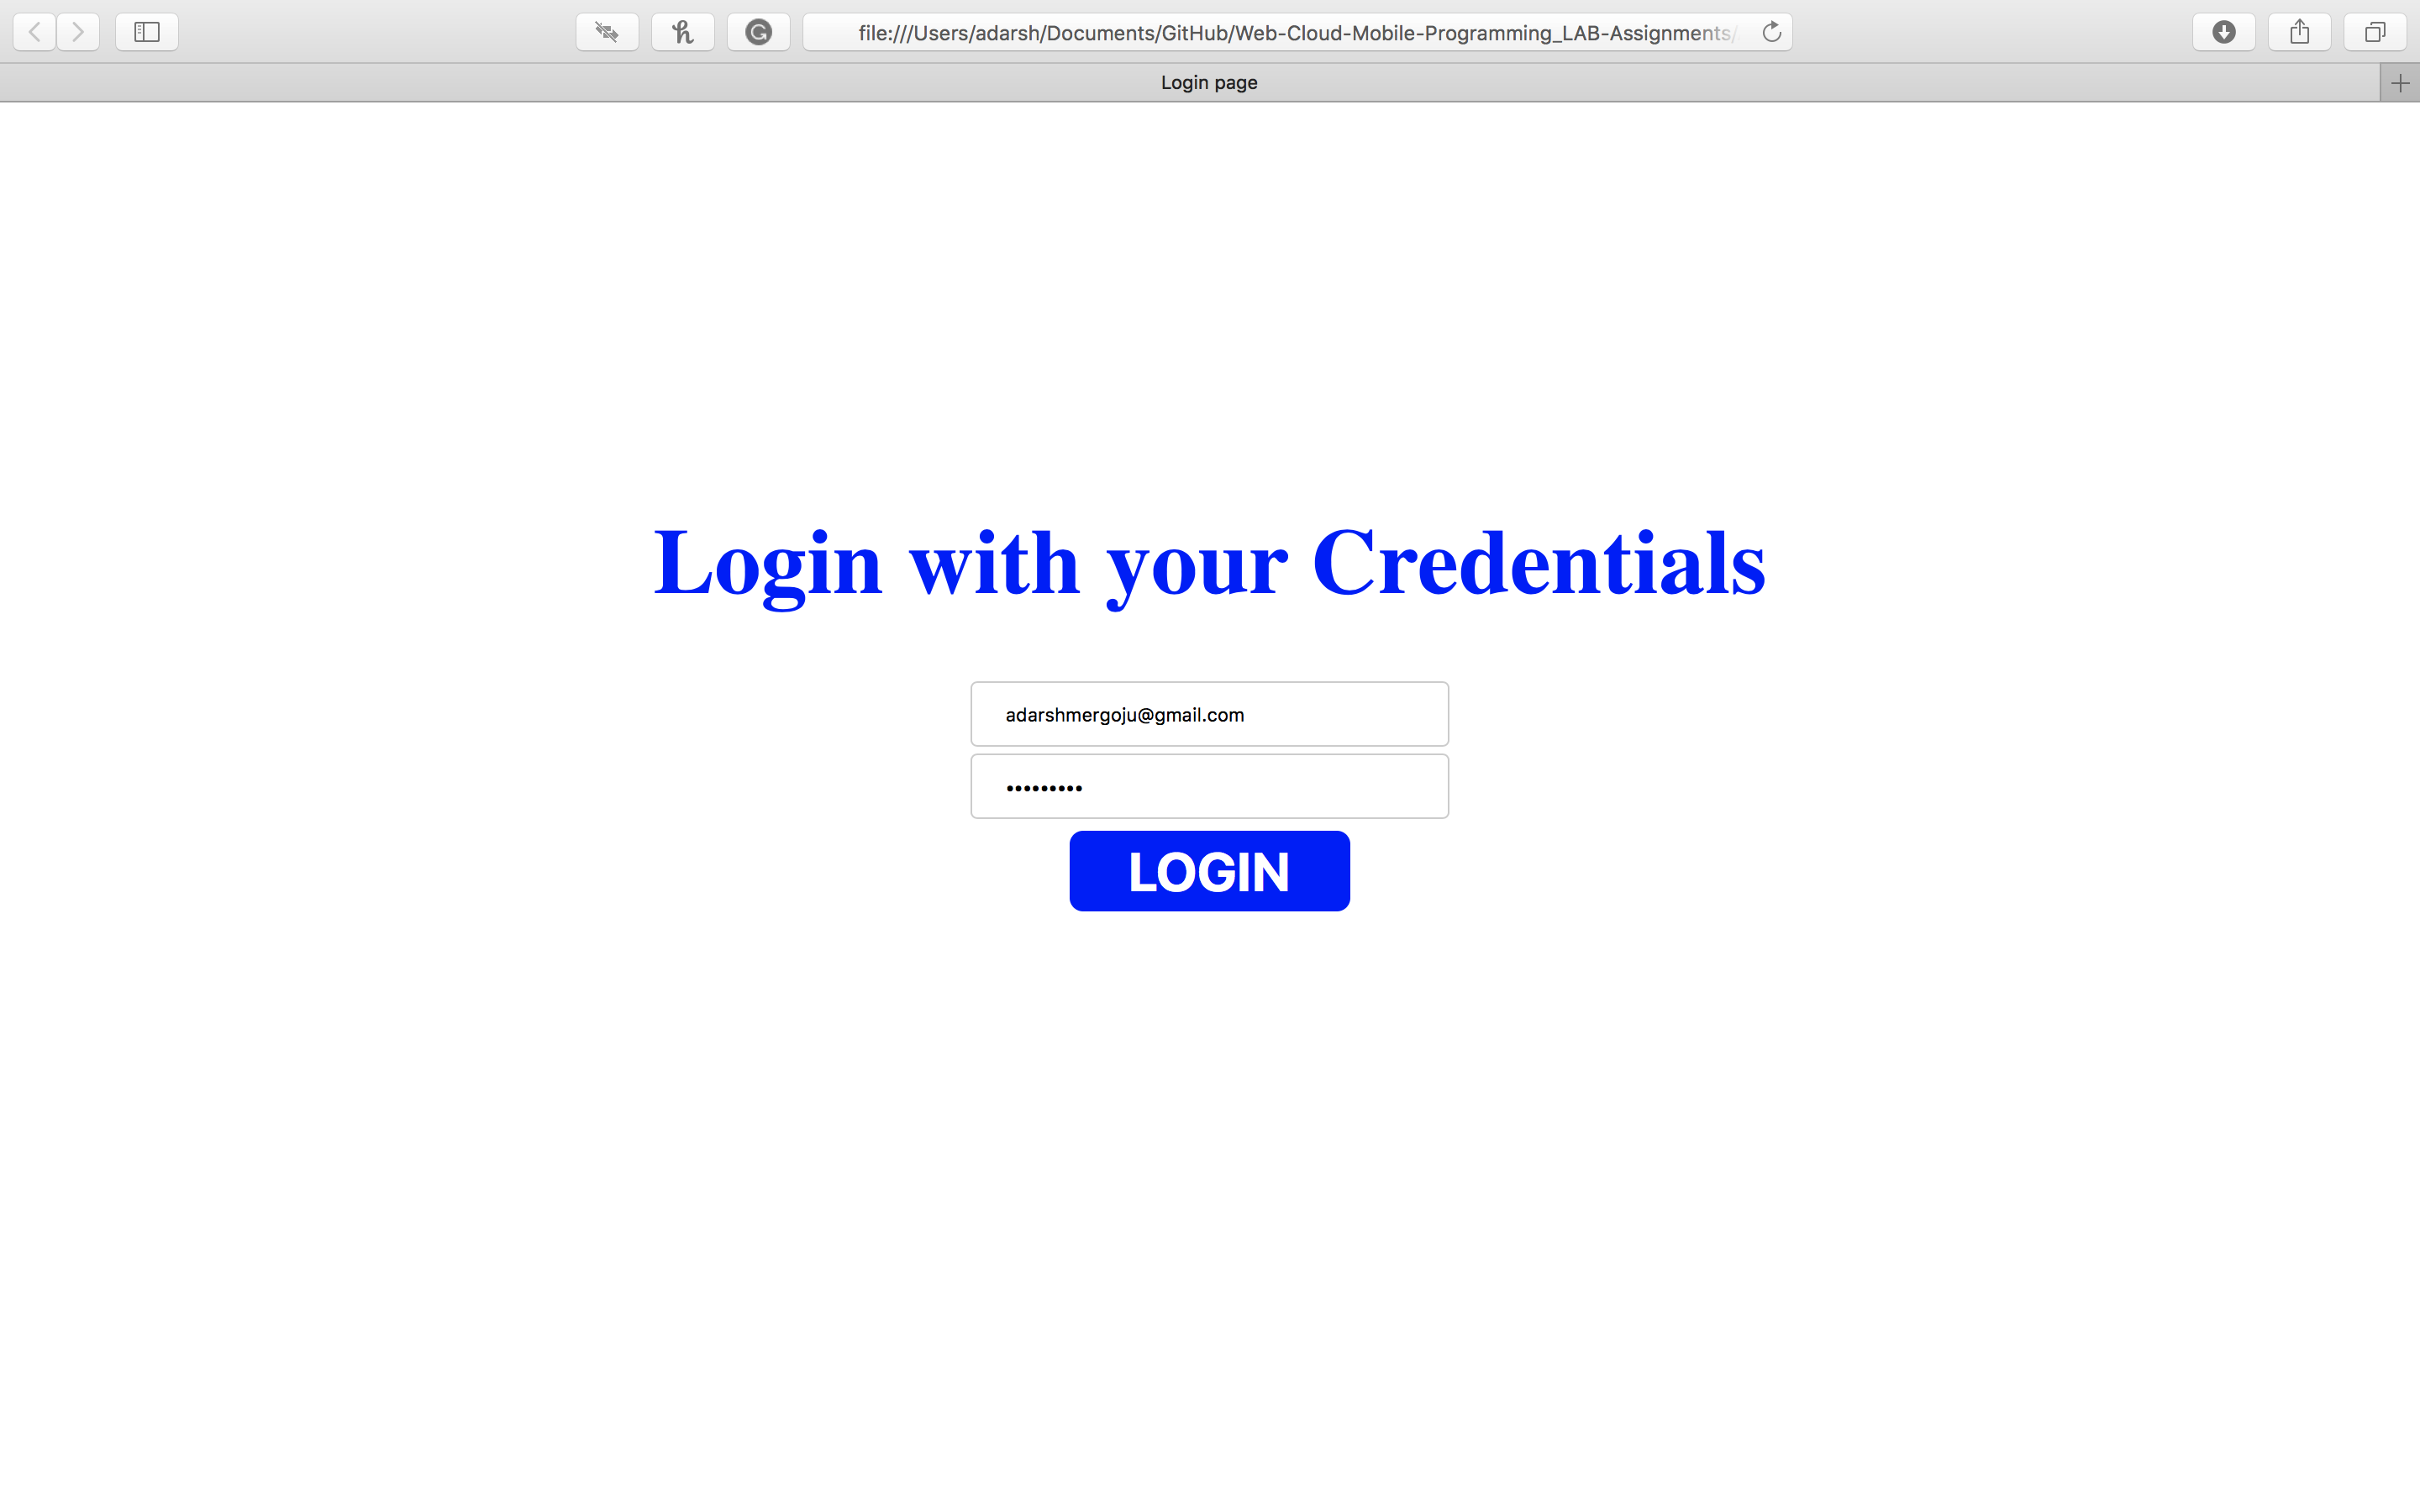 file:///Users/adarsh/Documents/GitHub/Web-Cloud-Mobile-Programming_LAB-Assignments/
Login page
Login with your Credentials
adarshmergoju@gmail.com
•••••••••
LOGIN